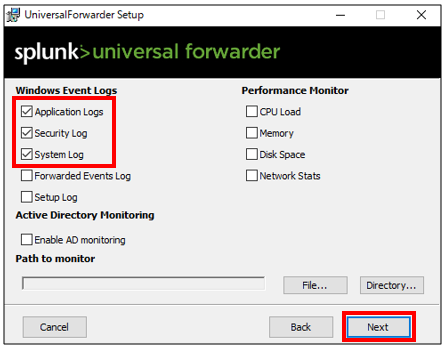 UniversalForwarder Setup
splunk>universal forwarder
Windows Event Logs
Application Logs
Security Log
System Log
Forwarded Events Log
Setup Log
Performance Monitor
CPU Load
Memory
Disk Space
Network Stats
Active Directory Monitoring
Enable AD monitoring
Path to monitor
File...
Directory...
Cancel
Back
Next